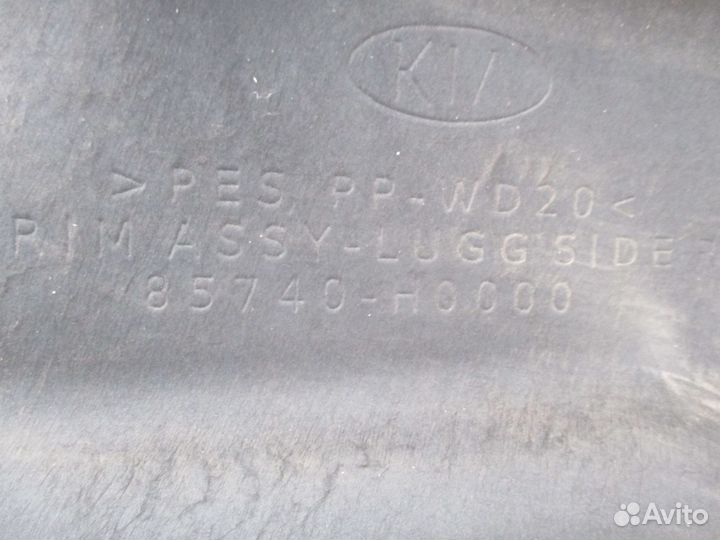 KIA
>PES PP-WD20<
RIM ASSY-LUGG SIDE
85740-H0000
Avito